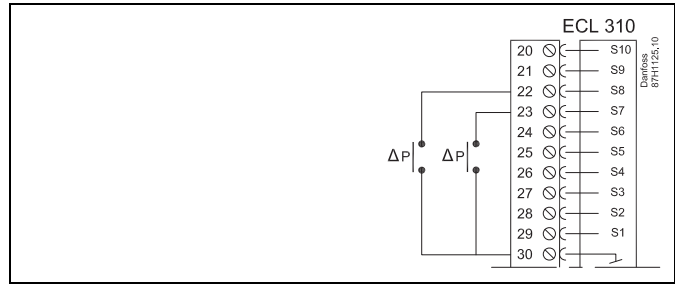 ECL 310
20 S10
21 S9
22 S8
23 S7
24 S6
25 S5
26 S4
27 S3
28 S2
29 S1
30
ΔP ΔP
Danfoss
87H1125.10